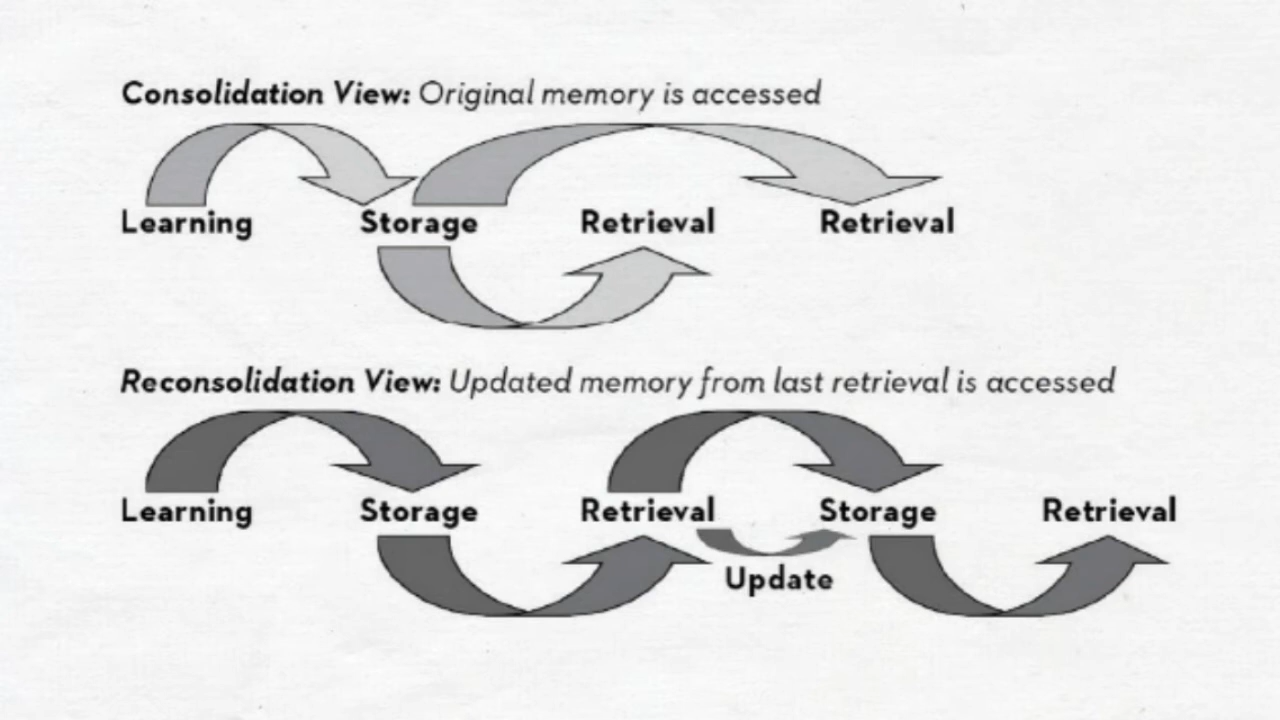 Consolidation View: Original memory is accessed
Learning Storage Retrieval Retrieval
Reconsolidation View: Updated memory from last retrieval is accessed
Learning Storage Retrieval Storage Retrieval
Update